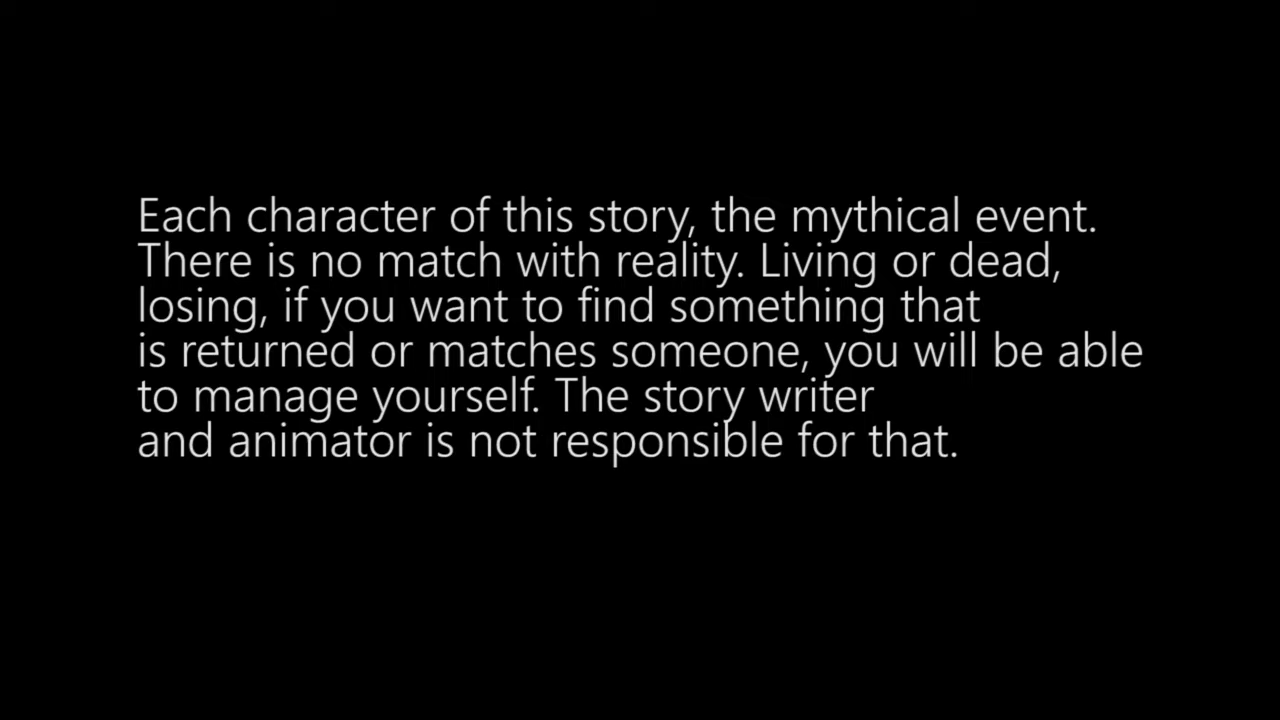 Each character of this story, the mythical event.
There is no match with reality. Living or dead,
losing, if you want to find something that
is returned or matches someone, you will be able
to manage yourself. The story writer
and animator is not responsible for that.